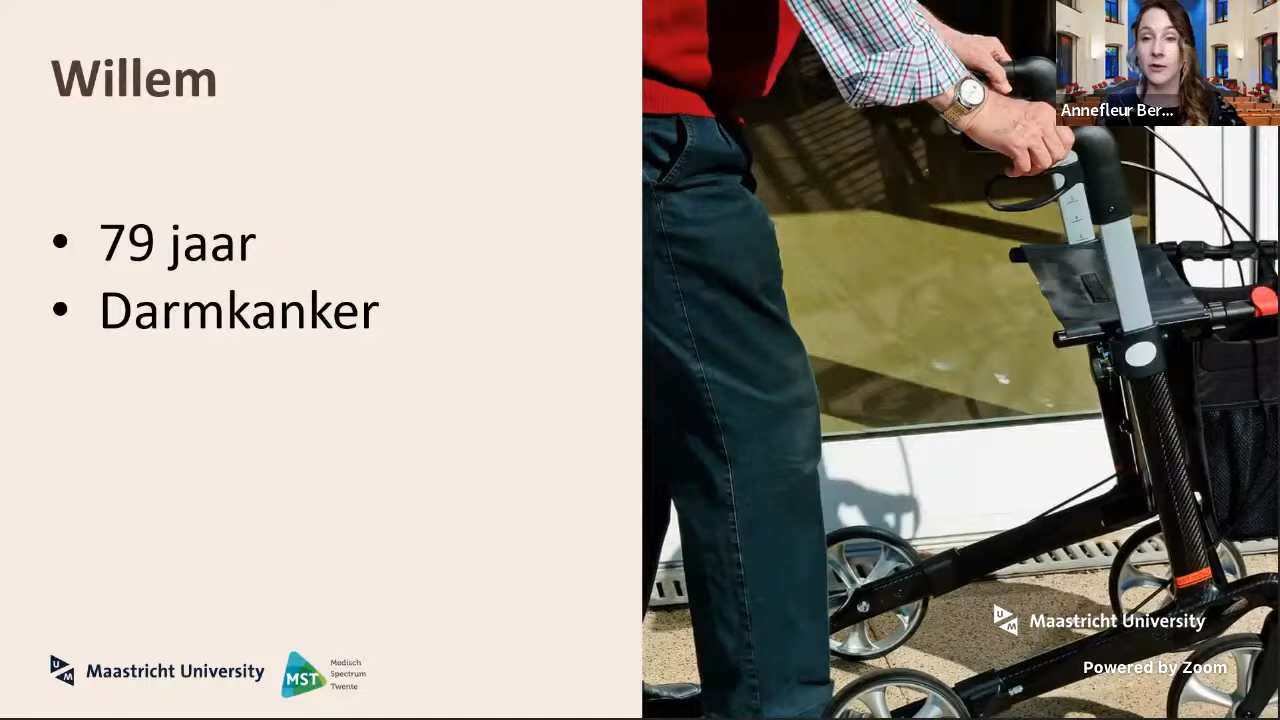 Willem
• 79 jaar
• Darmkanker
Maastricht University
MST
Medisch
Spectrum
Twente
Annefleur Ber...
Maastricht University
Powered by Zoom